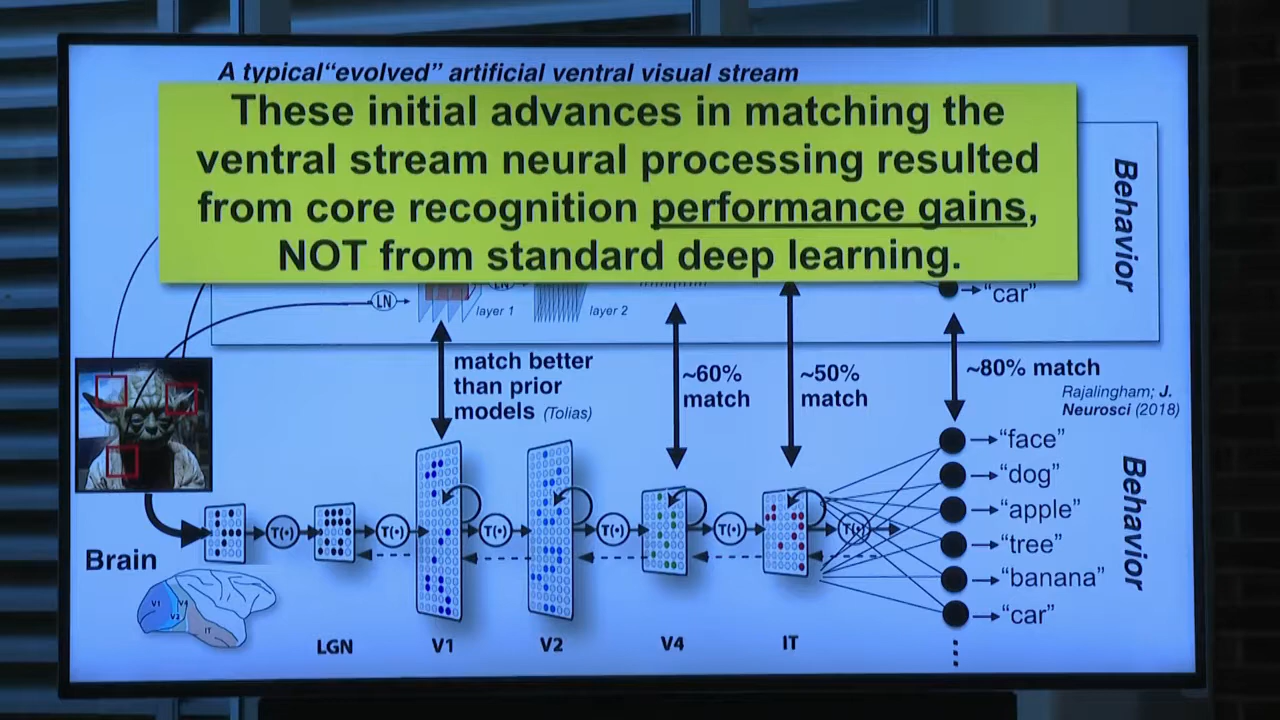 A typical “evolved” artificial ventral visual stream
These initial advances in matching the
ventral stream neural processing resulted
from core recognition performance gains,
NOT from standard deep learning.
Behavior
LN
layer 1
layer 2
“car”
match better
than prior
models (Tolias)
~60%
match
~50%
match
~80% match
Rajalingham; J.
Neurosci (2018)
“face”
“dog”
“apple”
“tree”
“banana”
“car”
Behavior
T(•)
T(•)
T(•)
T(•)
T(•)
T(•)
Brain
V1
V2
IT
LGN
V1
V2
V4
IT